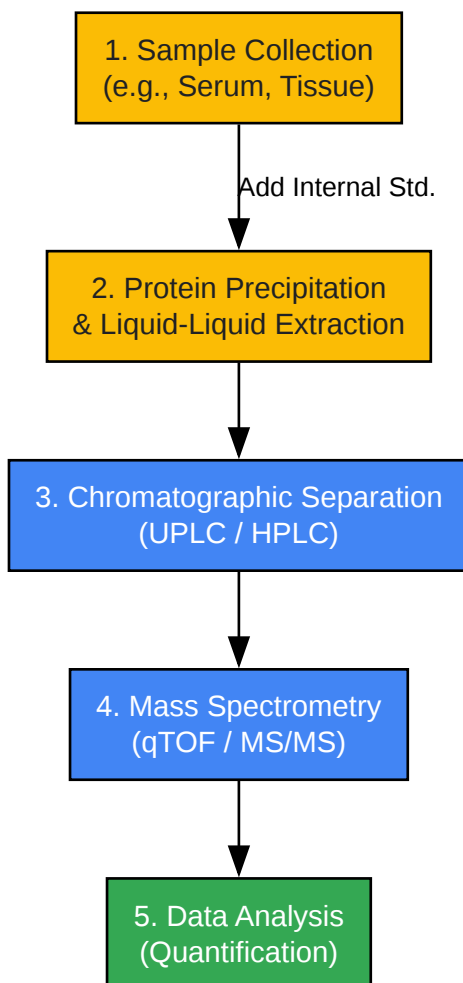 1. Sample Collection
(e.g., Serum, Tissue)
Add Internal Std.
2. Protein Precipitation
& Liquid-Liquid Extraction
3. Chromatographic Separation
(UPLC / HPLC)
4. Mass Spectrometry
(qTOF / MS/MS)
5. Data Analysis
(Quantification)